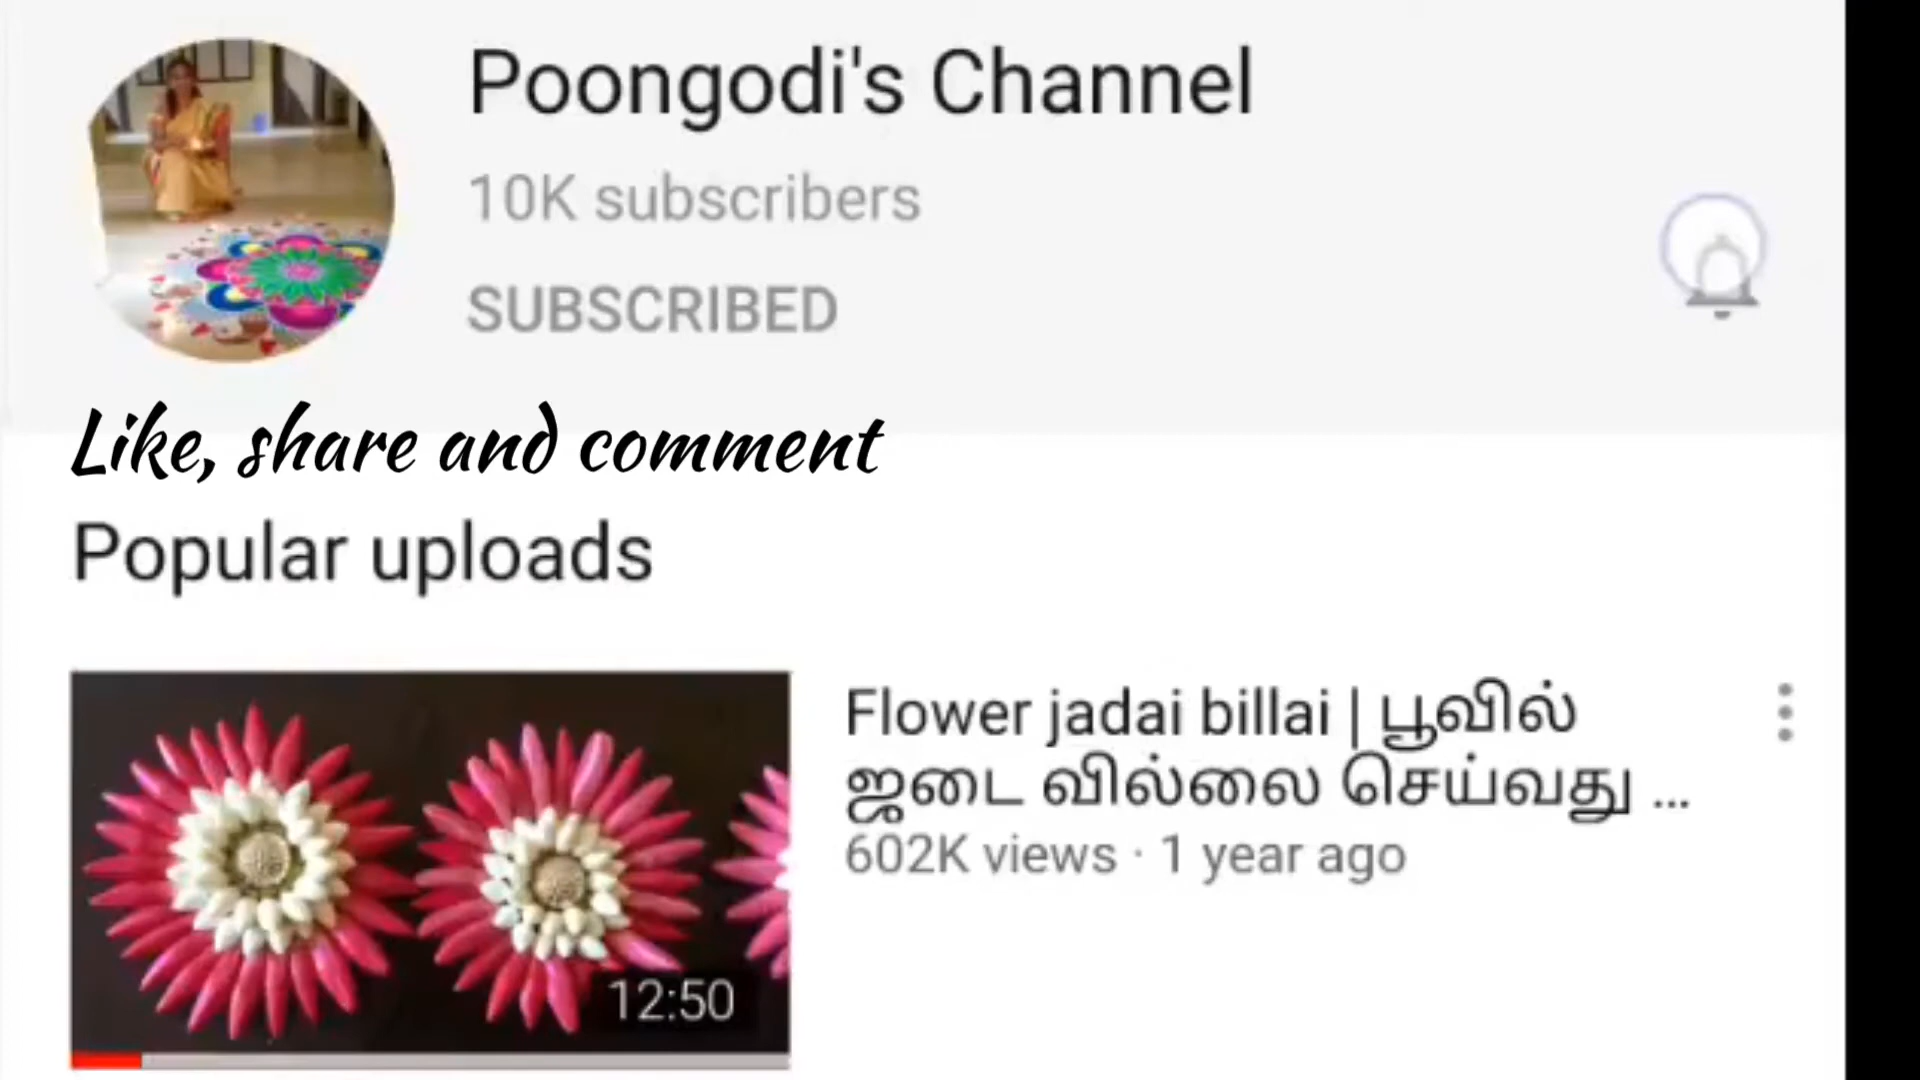 Poongodi's Channel
10K subscribers
SUBSCRIBED
Like, share and comment
Popular uploads
Flower jadai billai | பூவில்
ஜடை வில்லை செய்வது ...
602K views · 1 year ago
12:50